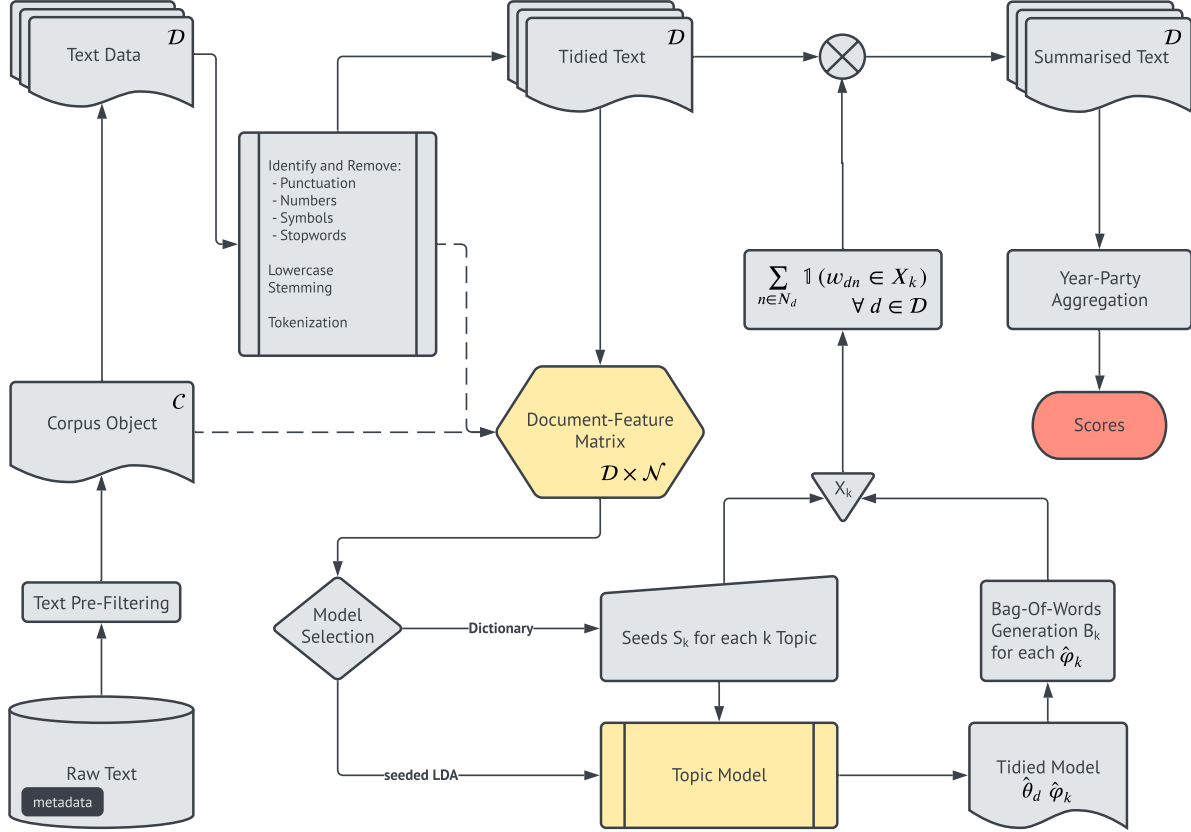 Text Data
𝒟
Tidied Text
𝒟
Summarised Text
𝒟
Identify and Remove:
- Punctuation
- Numbers
- Symbols
- Stopwords
Lowercase
Stemming
Tokenization
∑ 𝟙 (w_{dn} ∈ X_k)
n∈N_d
∀ d ∈ 𝒟
Year-Party
Aggregation
Corpus Object
𝒞
Document-Feature
Matrix
𝒟 × 𝒩
Scores
X_k
Text Pre-Filtering
Model
Selection
Dictionary
Seeds S_k for each k Topic
Bag-Of-Words
Generation B_k
for each φ̂_k
Raw Text
metadata
seeded LDA
Topic Model
Tidied Model
θ̂_d φ̂_k